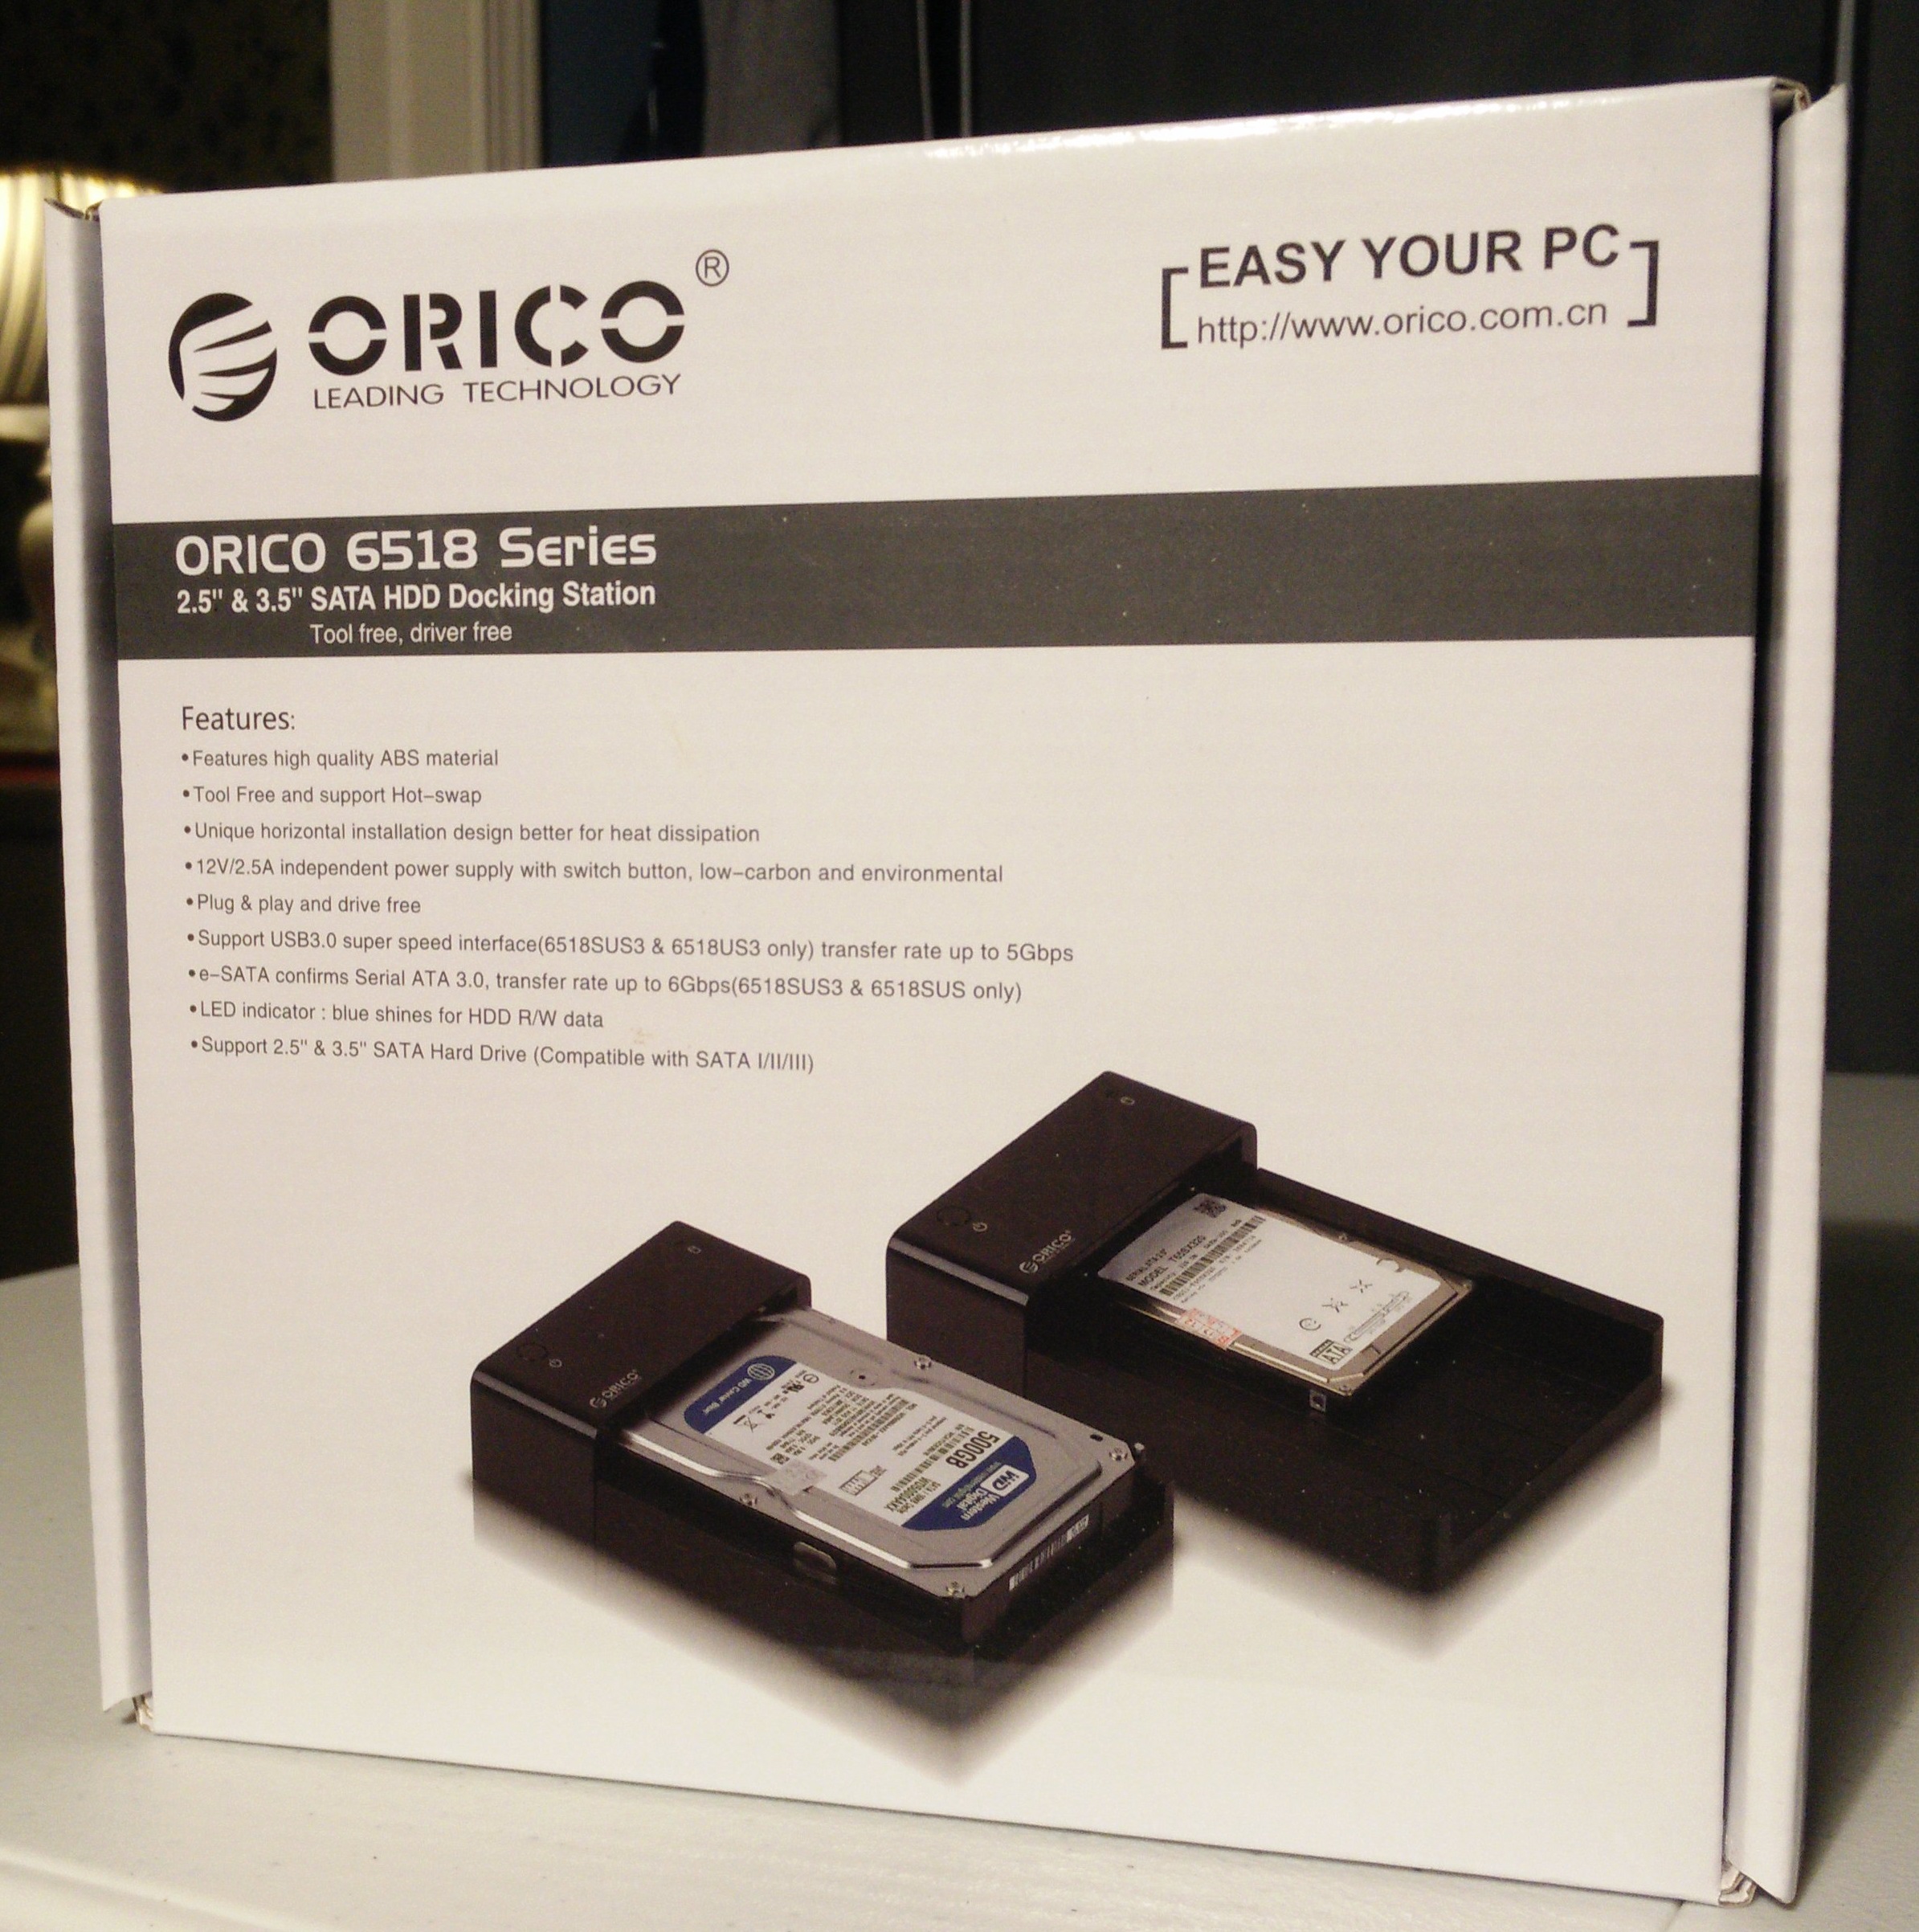 ORICO®
LEADING TECHNOLOGY
EASY YOUR PC
http://www.orico.com.cn
ORICO 6518 Series
2.5" & 3.5" SATA HDD Docking Station
Tool free, driver free
Features:
•Features high quality ABS material
•Tool Free and support Hot–swap
•Unique horizontal installation design better for heat dissipation
•12V/2.5A independent power supply with switch button, low–carbon and environmental
•Plug & play and drive free
•Support USB3.0 super speed interface(6518SUS3 & 6518US3 only) transfer rate up to 5Gbps
•e–SATA confirms Serial ATA 3.0, transfer rate up to 6Gbps(6518SUS3 & 6518SUS only)
•LED indicator : blue shines for HDD R/W data
•Support 2.5" & 3.5" SATA Hard Drive (Compatible with SATA I/II/III)
ORICO
MODEL
ORICO
500GB
WD
Western
Digital